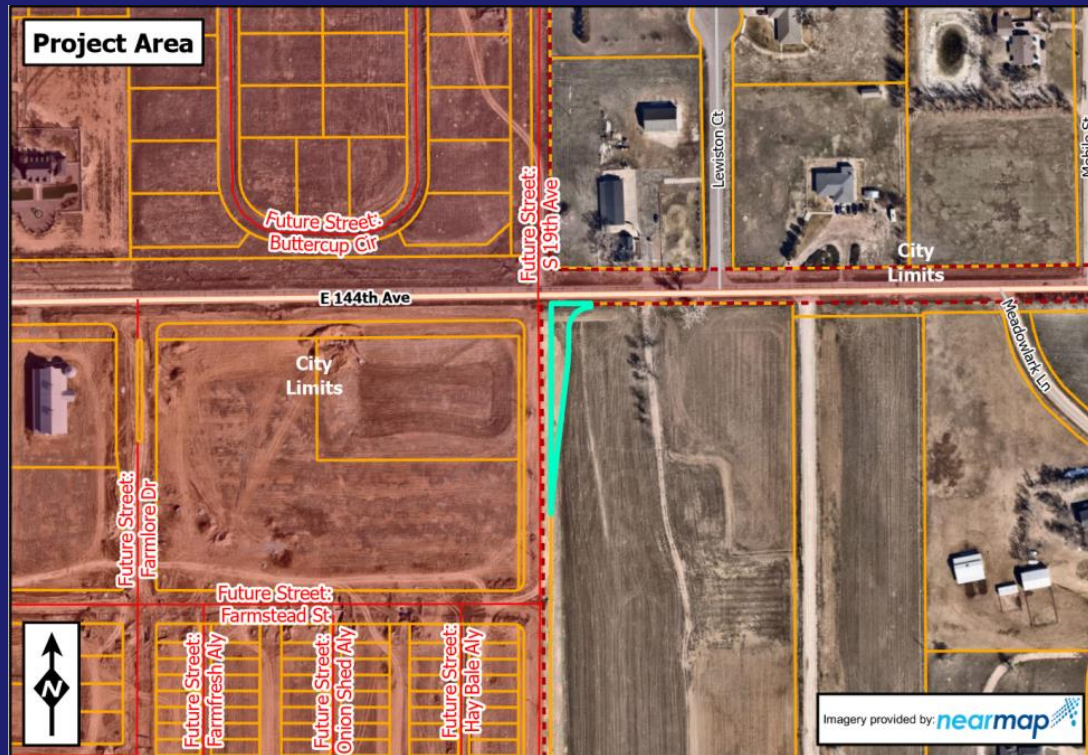 Project Area
Future Street:
Buttercup Cir
Future Street:
S 19th Ave
Lewiston Ct
Mobile St
City
Limits
E 144th Ave
Meadowlark Ln
City
Limits
Future Street:
Farmlore Dr
Future Street:
Farmstead St
Future Street:
Farmfresh Aly
Future Street:
Onion Shed Aly
Future Street:
Hay Bale Aly
N
Imagery provided by: nearmap